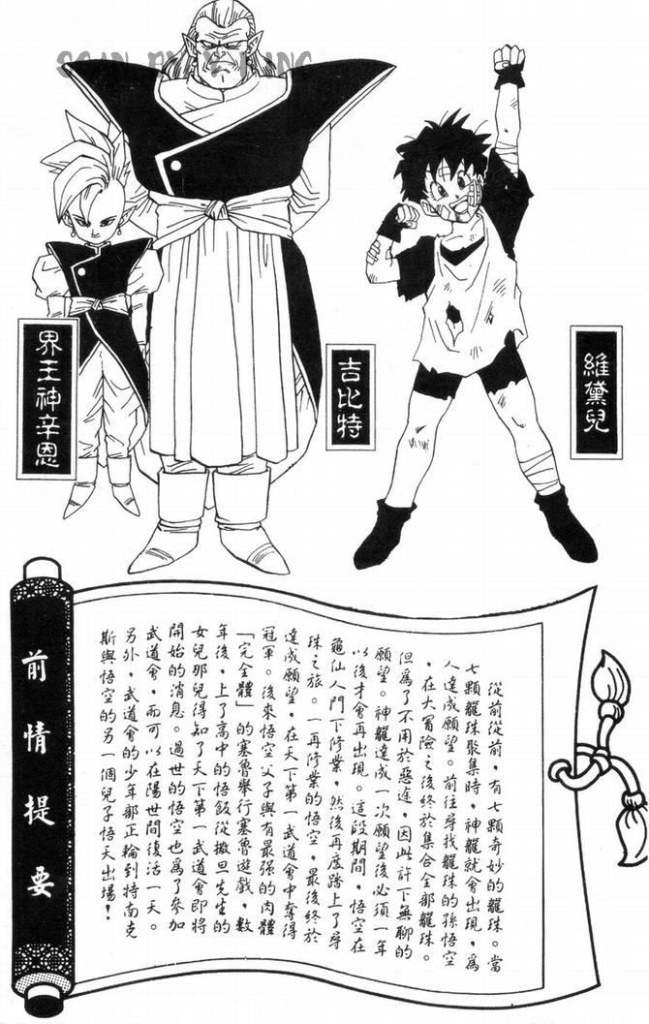 SCAN BY
維黛兒
吉比特
界王神辛恩
前情提要
從前從前,有七顆奇妙的龍珠。當
七顆龍珠聚集時,神龍就會出現,為
人達成願望。前往尋找龍珠的孫悟空
,在大冒險之後終於集合全部龍珠。
但為了不用於惡途,因此許下無聊的
願望。神龍達成一次願望後必須一年
以後才會再出現。這段期間,悟空在
龜仙人門下修業,然後再度踏上了尋
珠之旅。一再修業的悟空,最後終於
達成願望,在天下第一武道會中奪得
冠軍。後來悟空父子與有最強的肉體
「完全體」的塞魯舉行塞魯遊戲,數
年後,上了高中的悟飯從撒旦先生的
女兒那兒得知了天下第一武道會即將
開始的消息。過世的悟空也為了參加
武道會,而可以在陽世間復活一天。
另外,武道會的少年部正輪到特南克
斯與悟空的另一個兒子悟天出場!